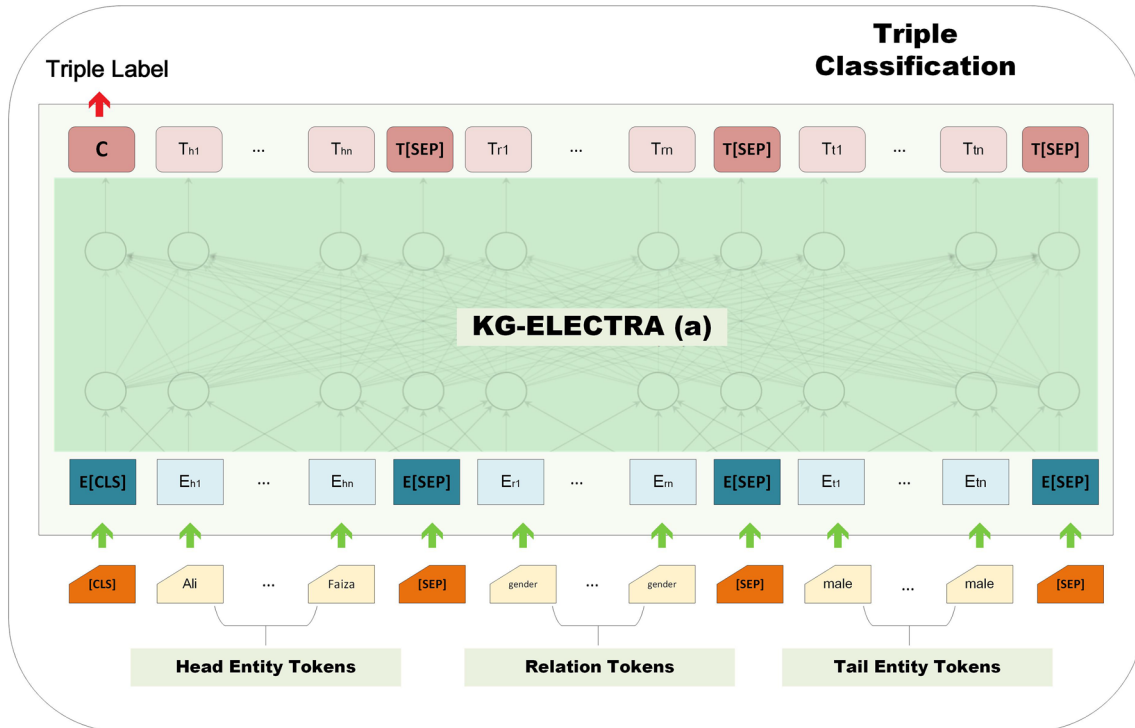 Triple
Classification
Triple Label
C Th1 ... Thn T[SEP] Tr1 ... Trn T[SEP] Tt1 ... Ttn T[SEP]
KG-ELECTRA (a)
E[CLS] Eh1 ... Ehn E[SEP] Er1 ... Ern E[SEP] Et1 ... Etn E[SEP]
[CLS] Ali ... Faiza [SEP] gender ... gender [SEP] male ... male [SEP]
Head Entity Tokens Relation Tokens Tail Entity Tokens